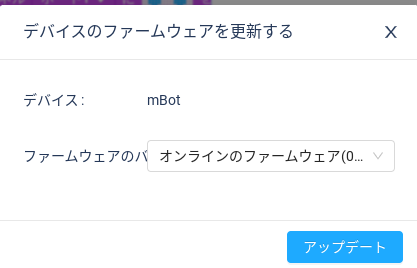 デバイスのファームウェアを更新する
デバイス:
mBot
ファームウェアのバ
オンラインのファームウェア(0...
アップデート